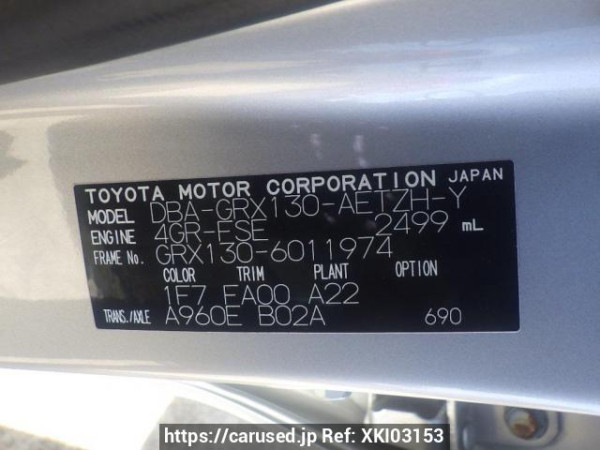 TOYOTA MOTOR CORPORATION JAPAN
MODEL DBA-GRX130-AETZH-Y
ENGINE 4GR-FSE 2499 mL
FRAME No. GRX130-6011974
COLOR TRIM PLANT OPTION
1F7 FA00 A22
TRANS./AXLE A960E B02A 690
https://carused.jp Ref: XKI03153